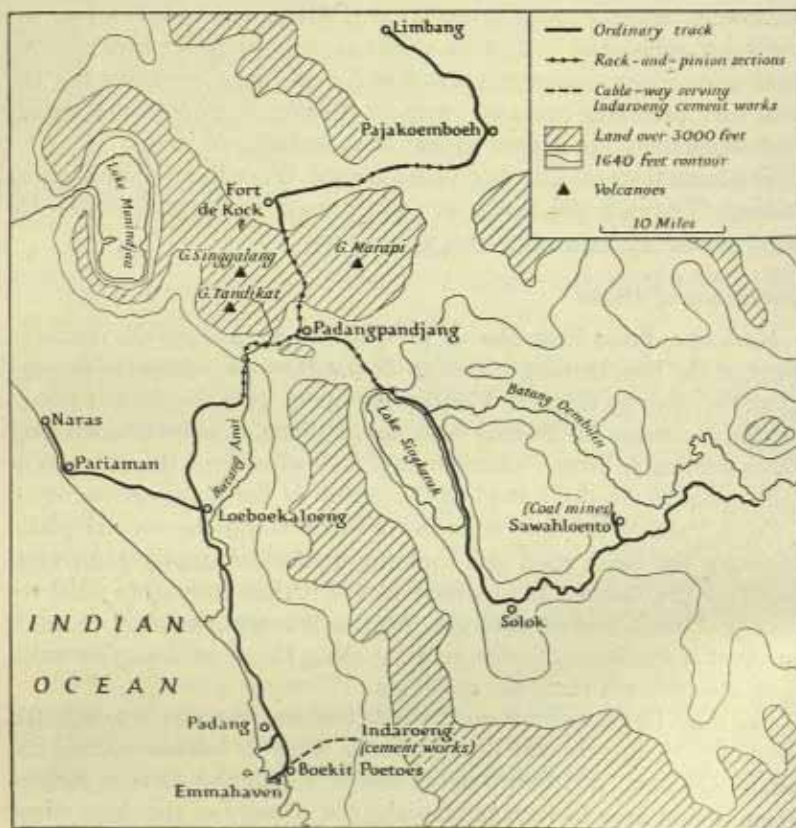 Limbang
Pajakoemboeh
Fort
de Kock
Lake Manindjau
G. Singgalang
G. Tandikat
G. Marapi
Padangpandjang
Naras
Pariaman
Batang Anai
Loeboekaloeng
Lake Singkarak
Batang Oembilin
(Coal mines)
Sawahloento
Solok
INDIAN
OCEAN
Padang
Indaroeng
(cement works)
Boekit Poetoes
Emmahaven
Ordinary track
Rack-and-pinion sections
Cable-way serving
Indaroeng cement works
Land over 3000 feet
1640 feet contour
Volcanoes
10 Miles